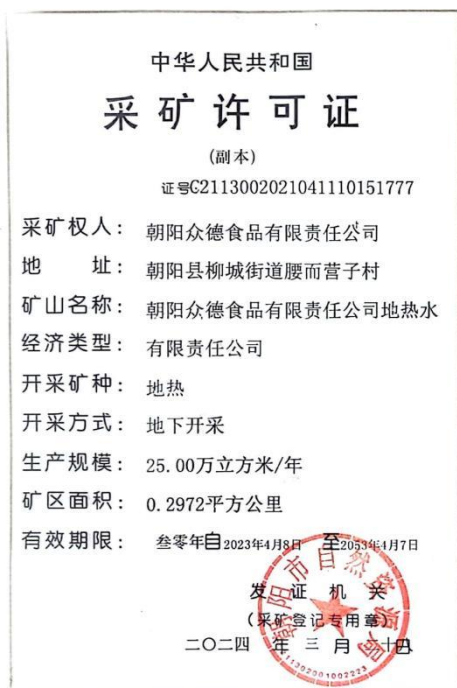 中华人民共和国
采矿许可证
(副本)
证号C2113002021041110151777
采矿权人： 朝阳众德食品有限责任公司
地 址： 朝阳县柳城街道腰而营子村
矿山名称： 朝阳众德食品有限责任公司地热水
经济类型： 有限责任公司
开采矿种： 地热
开采方式： 地下开采
生产规模： 25.00万立方米/年
矿区面积： 0.2972平方公里
有效期限： 叁零年自2023年4月8日 至2053年4月7日
朝阳市自然资源局
发 证 机 关
(采矿登记专用章)
二〇二四 年 三 月 日